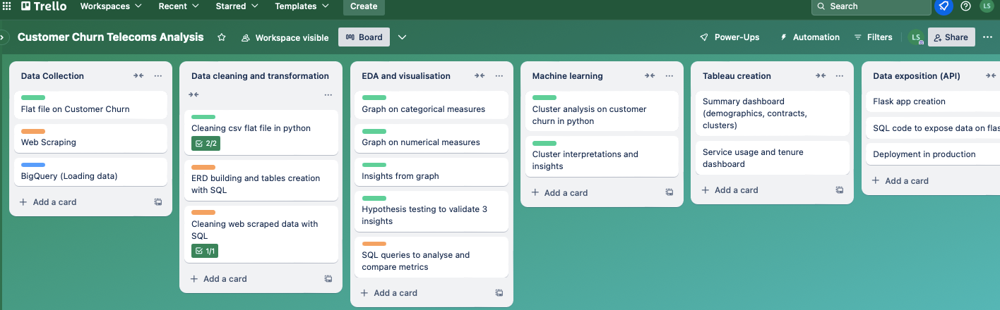 Trello
Workspaces
Recent
Starred
Templates
Create
Search
LS
Customer Churn Telecoms Analysis
Workspace visible
Board
Power-Ups
Automation
Filters
LS
Share
Data Collection
Flat file on Customer Churn
Web Scraping
BigQuery (Loading data)
+ Add a card
Data cleaning and transformation
Cleaning csv flat file in python
2/2
ERD building and tables creation
with SQL
Cleaning web scraped data with
SQL
1/1
+ Add a card
EDA and visualisation
Graph on categorical measures
Graph on numerical measures
Insights from graph
Hypothesis testing to validate 3
insights
SQL queries to analyse and
compare metrics
+ Add a card
Machine learning
Cluster analysis on customer
churn in python
Cluster interpretations and
insights
+ Add a card
Tableau creation
Summary dashboard
(demographics, contracts,
clusters)
Service usage and tenure
dashboard
+ Add a card
Data exposition (API)
Flask app creation
SQL code to expose data on flas
Deployment in production
+ Add a card